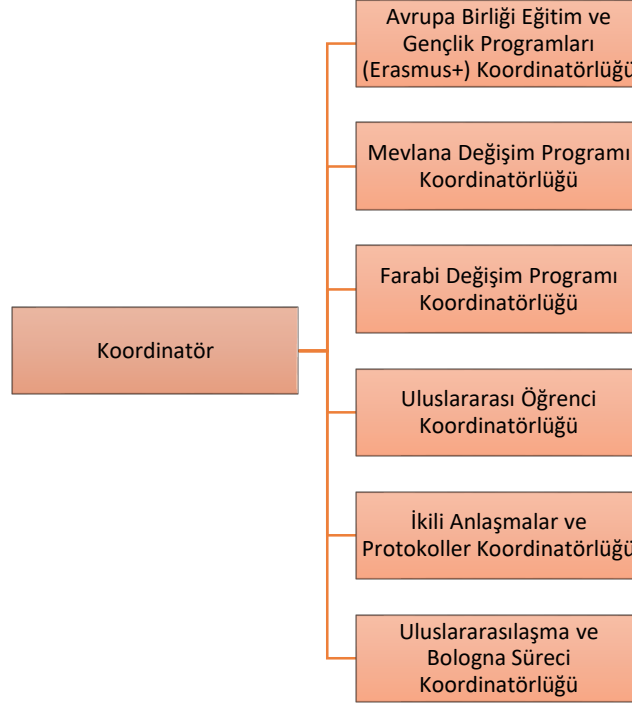 Avrupa Birliği Eğitim ve
Gençlik Programları
(Erasmus+) Koordinatörlüğü
Mevlana Değişim Programı
Koordinatörlüğü
Farabi Değişim Programı
Koordinatörlüğü
Koordinatör
Uluslararası Öğrenci
Koordinatörlüğü
İkili Anlaşmalar ve
Protokoller Koordinatörlüğü
Uluslararasılaşma ve
Bologna Süreci
Koordinatörlüğü